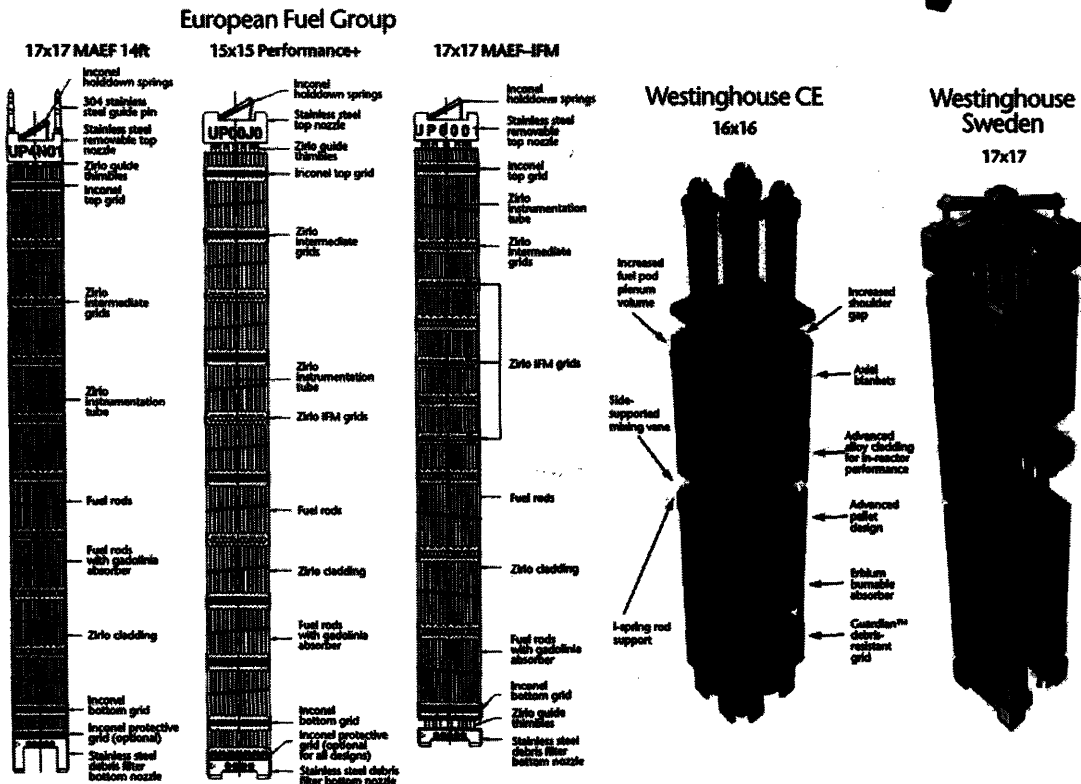 European Fuel Group
17x17 MAEF 14ft
Inconel
holddown springs
304 stainless
steel guide pin
Stainless steel
removable top
nozzle
UP4N01
Zirlo guide
thimbles
Inconel
top grid
Zirlo
intermediate
grids
Zirlo
instrumentation
tube
Fuel rods
Fuel rods
with gadolinia
absorber
Zirlo cladding
Inconel
bottom grid
Inconel protective
grid (optional)
Stainless steel
debris filter
bottom nozzle
15x15 Performance+
Inconel
holddown springs
Stainless steel
top nozzle
UP00J0
Zirlo guide
thimbles
Inconel top grid
Zirlo
intermediate
grids
Zirlo
instrumentation
tube
Zirlo IFM grids
Fuel rods
Zirlo cladding
Fuel rods
with gadolinia
absorber
Inconel
bottom grid
Inconel protective
grid (optional
for all designs)
Stainless steel debris
filter bottom nozzle
17x17 MAEF-IFM
Inconel
holddown springs
Stainless steel
removable
top nozzle
UP000
Inconel
top grid
Zirlo
instrumentation
tube
Zirlo
intermediate
grids
Zirlo IFM grids
Fuel rods
Zirlo cladding
Fuel rods
with gadolinia
absorber
Inconel
bottom grid
Zirlo guide
thimbles
Stainless steel
debris filter
bottom nozzle
Westinghouse CE
16x16
Increased
fuel pod
plenum
volume
Side-
supported
mixing vane
I-spring rod
support
Increased
shoulder
gap
Axial
blankets
Advanced
alloy cladding
for in-reactor
performance
Advanced
pellet
design
Erbium
burnable
absorber
Guardian™
debris-
resistant
grid
Westinghouse
Sweden
17x17